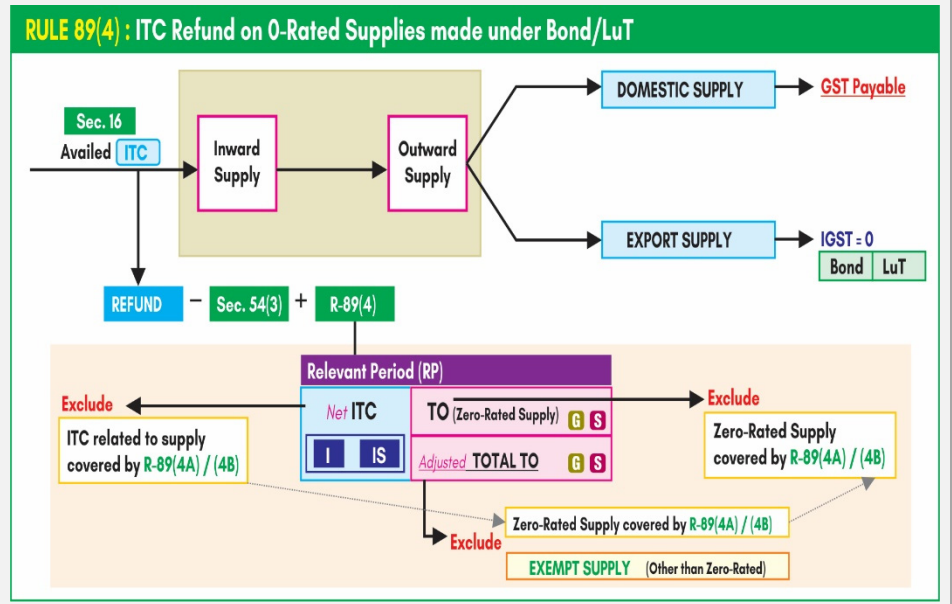 RULE 89(4) : ITC Refund on 0-Rated Supplies made under Bond/LuT
DOMESTIC SUPPLY
GST Payable
Sec. 16
Availed ITC
Inward
Supply
Outward
Supply
EXPORT SUPPLY
IGST = 0
Bond LuT
REFUND – Sec. 54(3) + R-89(4)
Relevant Period (RP)
Exclude
ITC related to supply
covered by R-89(4A) / (4B)
Net ITC
I IS
TO (Zero-Rated Supply) G S
Adjusted TOTAL TO G S
Exclude
Zero-Rated Supply
covered by R-89(4A) / (4B)
Exclude
Zero-Rated Supply covered by R-89(4A) / (4B)
EXEMPT SUPPLY (Other than Zero-Rated)